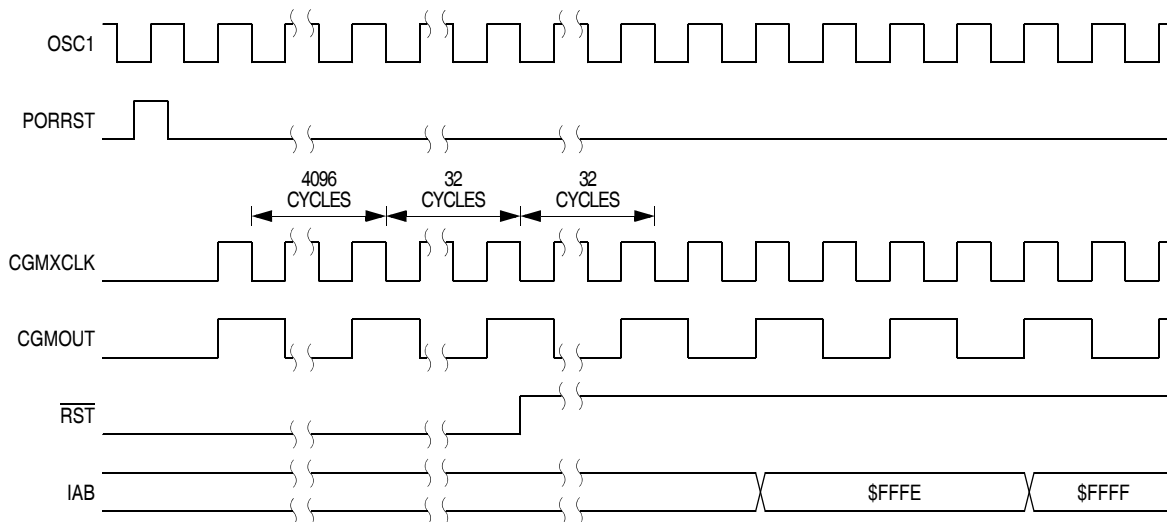 OSC1
PORRST
4096
CYCLES
32
CYCLES
32
CYCLES
CGMXCLK
CGMOUT
RST
IAB
$FFFE
$FFFF